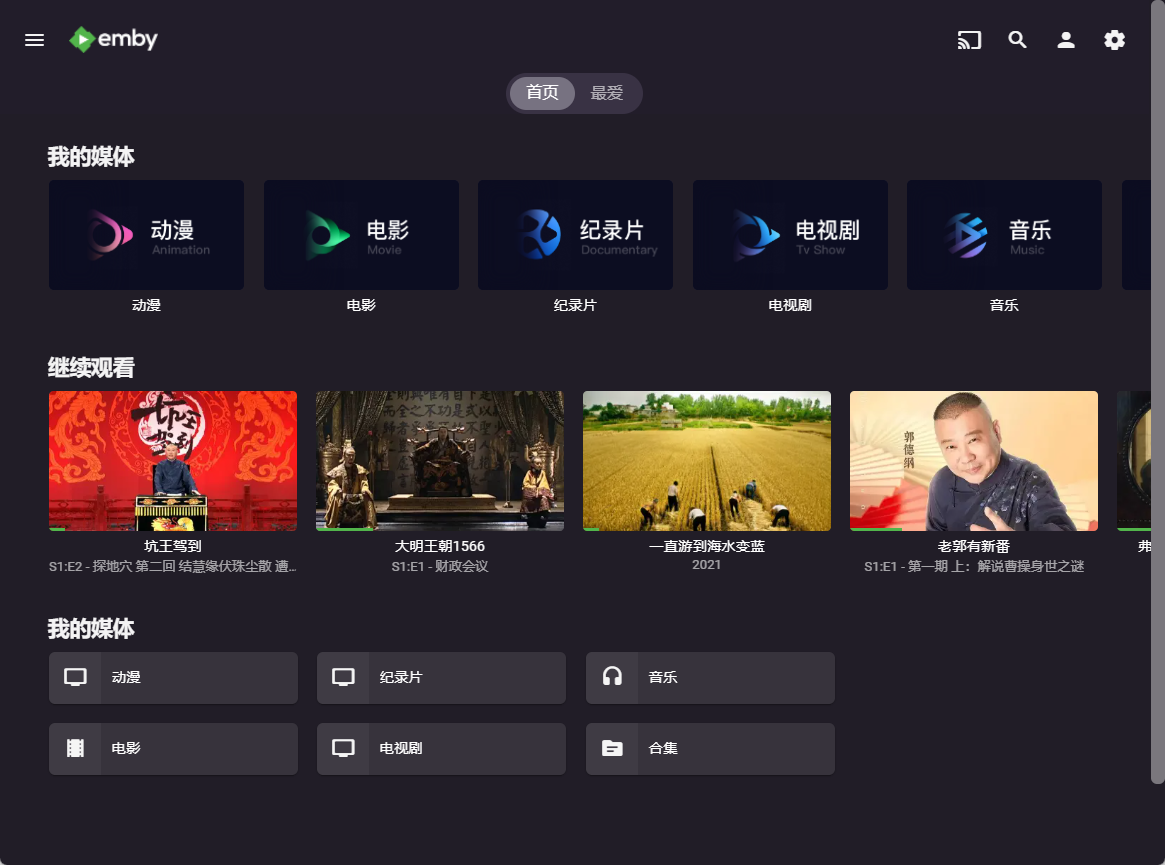 emby
首页 最爱
我的媒体
动漫 电影 纪录片 电视剧 音乐
Animation Movie Documentary Tv Show Music
动漫 电影 纪录片 电视剧 音乐
继续观看
郭德纲
坑王驾到 大明王朝1566 一直游到海水变蓝 老郭有新番 弗
S1:E2 - 探地穴 第二回 结慧缘伏珠尘散 遭… S1:E1 - 财政会议 2021 S1:E1 - 第一期 上：解说曹操身世之谜
我的媒体
动漫 纪录片 音乐
电影 电视剧 合集